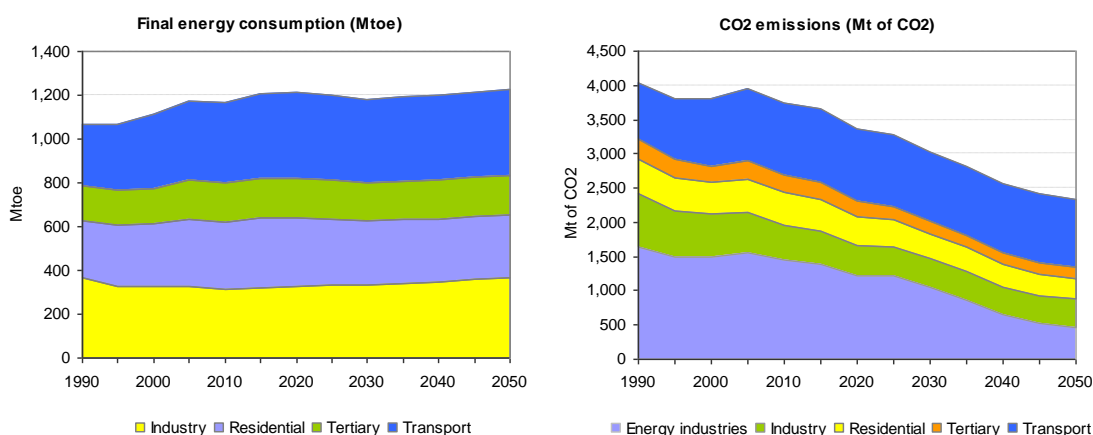 Final energy consumption (Mtoe)
1,400
1,200
1,000
800
600
400
200
0
Mtoe
1990 2000 2010 2020 2030 2040 2050
Industry Residential Tertiary Transport
CO2 emissions (Mt of CO2)
4,500
4,000
3,500
3,000
2,500
2,000
1,500
1,000
500
0
Mt of CO2
1990 2000 2010 2020 2030 2040 2050
Energy industries Industry Residential Tertiary Transport